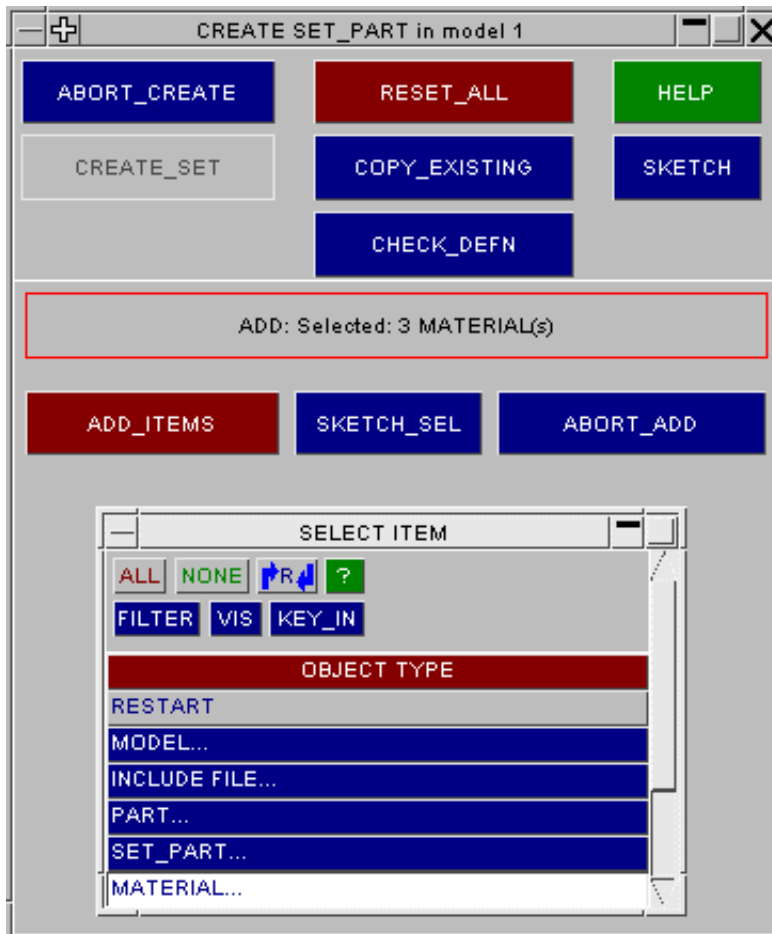 CREATE SET_PART in model 1
ABORT_CREATE RESET_ALL HELP
CREATE_SET COPY_EXISTING SKETCH
CHECK_DEFN
ADD: Selected: 3 MATERIAL(s)
ADD_ITEMS SKETCH_SEL ABORT_ADD
SELECT ITEM
ALL NONE R ?
FILTER VIS KEY_IN
OBJECT TYPE
RESTART
MODEL...
INCLUDE FILE...
PART...
SET_PART...
MATERIAL...